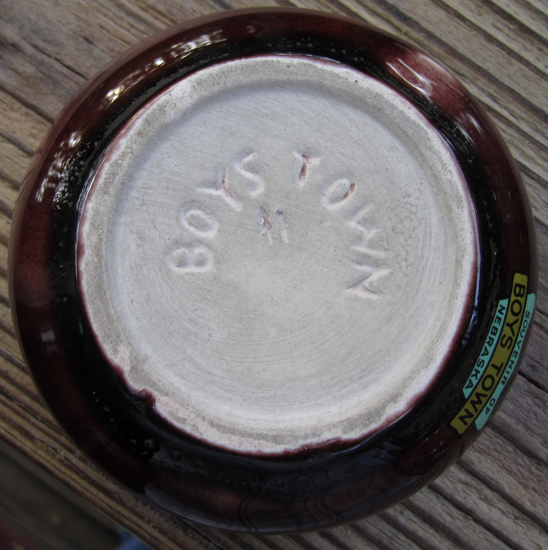 BOYS TOWN
M
SOUVENIR OF
BOYS TOWN
NEBRASKA